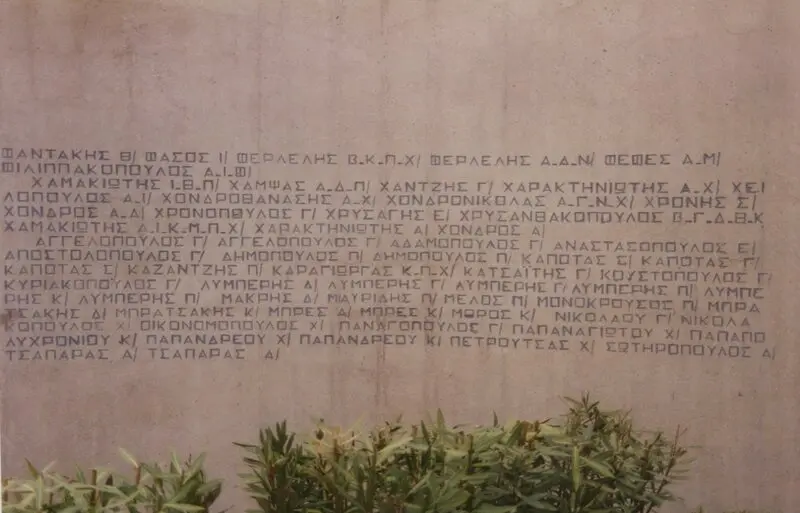 ΦΑΝΤΑΚΗΣ Θ/ ΦΑΣΟΣ Ι/ ΦΕΡΛΕΛΗΣ Β.Κ.Π.Χ/ ΦΕΡΛΕΛΗΣ Α.Δ.Ν/ ΦΕΦΕΣ Α.Μ/
ΦΙΛΙΠΠΑΚΟΠΟΥΛΟΣ Α.Ι.Φ/
ΧΑΜΑΚΙΩΤΗΣ Ι.Β.Π/ ΧΑΜΨΑΣ Α.Δ.Π/ ΧΑΝΤΖΗΣ Γ/ ΧΑΡΑΚΤΗΝΙΩΤΗΣ Α.Χ/ ΧΕΙ
ΛΟΠΟΥΛΟΣ Α.Ι/ ΧΟΝΔΡΟΘΑΝΑΣΗΣ Α.Χ/ ΧΟΝΔΡΟΝΙΚΟΛΑΣ Α.Γ.Ν.Χ/ ΧΡΟΝΗΣ Σ/
ΧΟΝΔΡΟΣ Α.Δ/ ΧΡΟΝΟΠΟΥΛΟΣ Γ/ ΧΡΥΣΑΓΗΣ Ε/ ΧΡΥΣΑΝΘΑΚΟΠΟΥΛΟΣ Β.Γ.Δ.Θ.Κ
ΧΑΜΑΚΙΩΤΗΣ Α.Ι.Κ.Μ.Π.Χ/ ΧΑΡΑΚΤΗΝΙΩΤΗΣ Α/ ΧΟΝΔΡΟΣ Α/
ΑΓΓΕΛΟΠΟΥΛΟΣ Γ/ ΑΓΓΕΛΟΠΟΥΛΟΣ Γ/ ΑΔΑΜΟΠΟΥΛΟΣ Γ/ ΑΝΑΣΤΑΣΟΠΟΥΛΟΣ Ε/
ΑΠΟΣΤΟΛΟΠΟΥΛΟΣ Γ/ ΔΗΜΟΠΟΥΛΟΣ Π/ ΔΗΜΟΠΟΥΛΟΣ Π/ ΚΑΠΟΤΑΣ Σ/ ΚΑΠΟΤΑΣ Γ/
ΚΑΠΟΤΑΣ Σ/ ΚΑΖΑΝΤΖΗΣ Π/ ΚΑΡΑΓΙΩΡΓΑΣ Κ.Π.Χ/ ΚΑΤΣΑΪΤΗΣ Γ/ ΚΟΥΣΤΟΠΟΥΛΟΣ Γ/
ΚΥΡΙΑΚΟΠΟΥΛΟΣ Γ/ ΛΥΜΠΕΡΗΣ Α/ ΛΥΜΠΕΡΗΣ Γ/ ΛΥΜΠΕΡΗΣ Γ/ ΛΥΜΠΕΡΗΣ Π/ ΛΥΜΠΕ
ΡΗΣ Κ/ ΛΥΜΠΕΡΗΣ Π/ ΜΑΚΡΗΣ Δ/ ΜΙΑΥΡΙΔΗΣ Π/ ΜΕΛΟΣ Π/ ΜΟΝΟΚΡΟΥΣΟΣ Π/ ΜΠΡΑ
ΤΣΑΚΗΣ Δ/ ΜΠΡΑΤΣΑΚΗΣ Κ/ ΜΠΡΕΣ Α/ ΜΠΡΕΣ Κ/ ΜΩΡΟΣ Κ/ ΝΙΚΟΛΑΟΥ Γ/ ΝΙΚΟΛΑ
ΚΟΠΟΥΛΟΣ Χ/ ΟΙΚΟΝΟΜΟΠΟΥΛΟΣ Χ/ ΠΑΝΑΓΟΠΟΥΛΟΣ Γ/ ΠΑΠΑΝΑΓΙΩΤΟΥ Χ/ ΠΑΠΑΠΟ
ΛΥΧΡΟΝΙΟΥ Κ/ ΠΑΠΑΝΔΡΕΟΥ Χ/ ΠΑΠΑΝΔΡΕΟΥ Κ/ ΠΕΤΡΟΥΤΣΑΣ Χ/ ΣΩΤΗΡΟΠΟΥΛΟΣ Α/
ΤΣΑΠΑΡΑΣ Α/ ΤΣΑΠΑΡΑΣ Α/